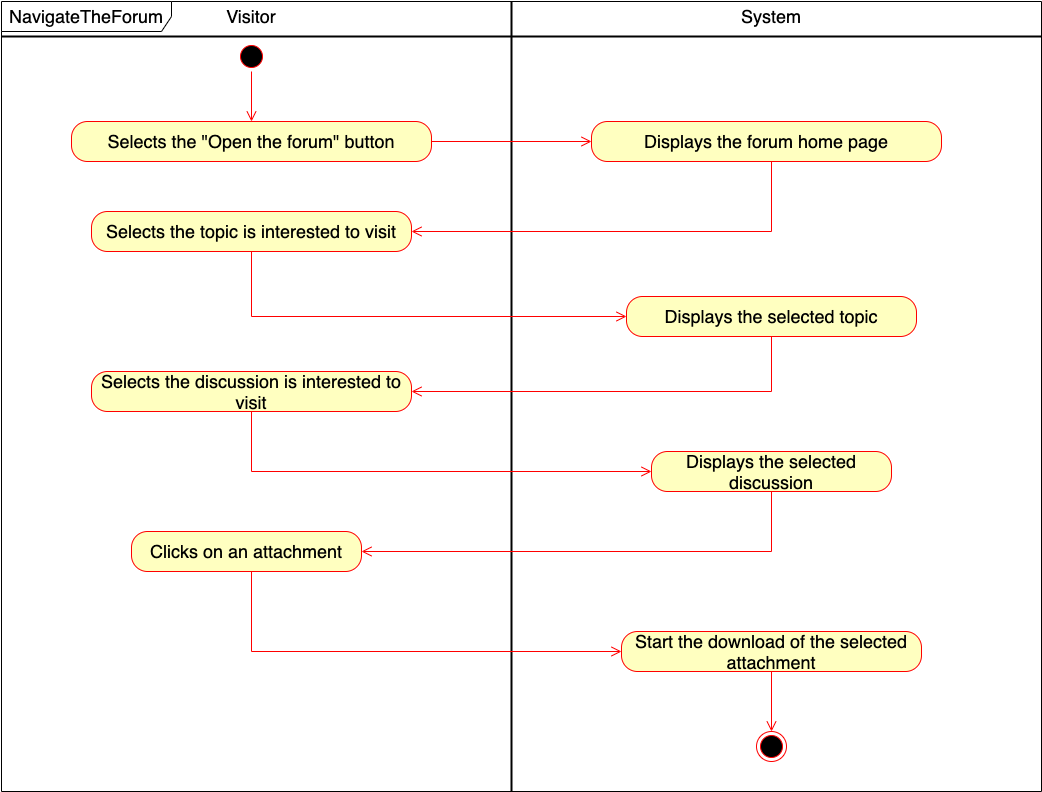 NavigateTheForum
Visitor
System
Selects the "Open the forum" button
Displays the forum home page
Selects the topic is interested to visit
Displays the selected topic
Selects the discussion is interested to
visit
Displays the selected
discussion
Clicks on an attachment
Start the download of the selected
attachment